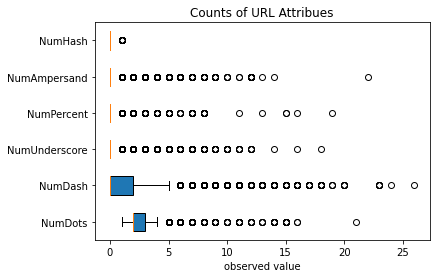 Counts of URL Attribues
NumHash
NumAmpersand
NumPercent
NumUnderscore
NumDash
NumDots
0 5 10 15 20 25
observed value